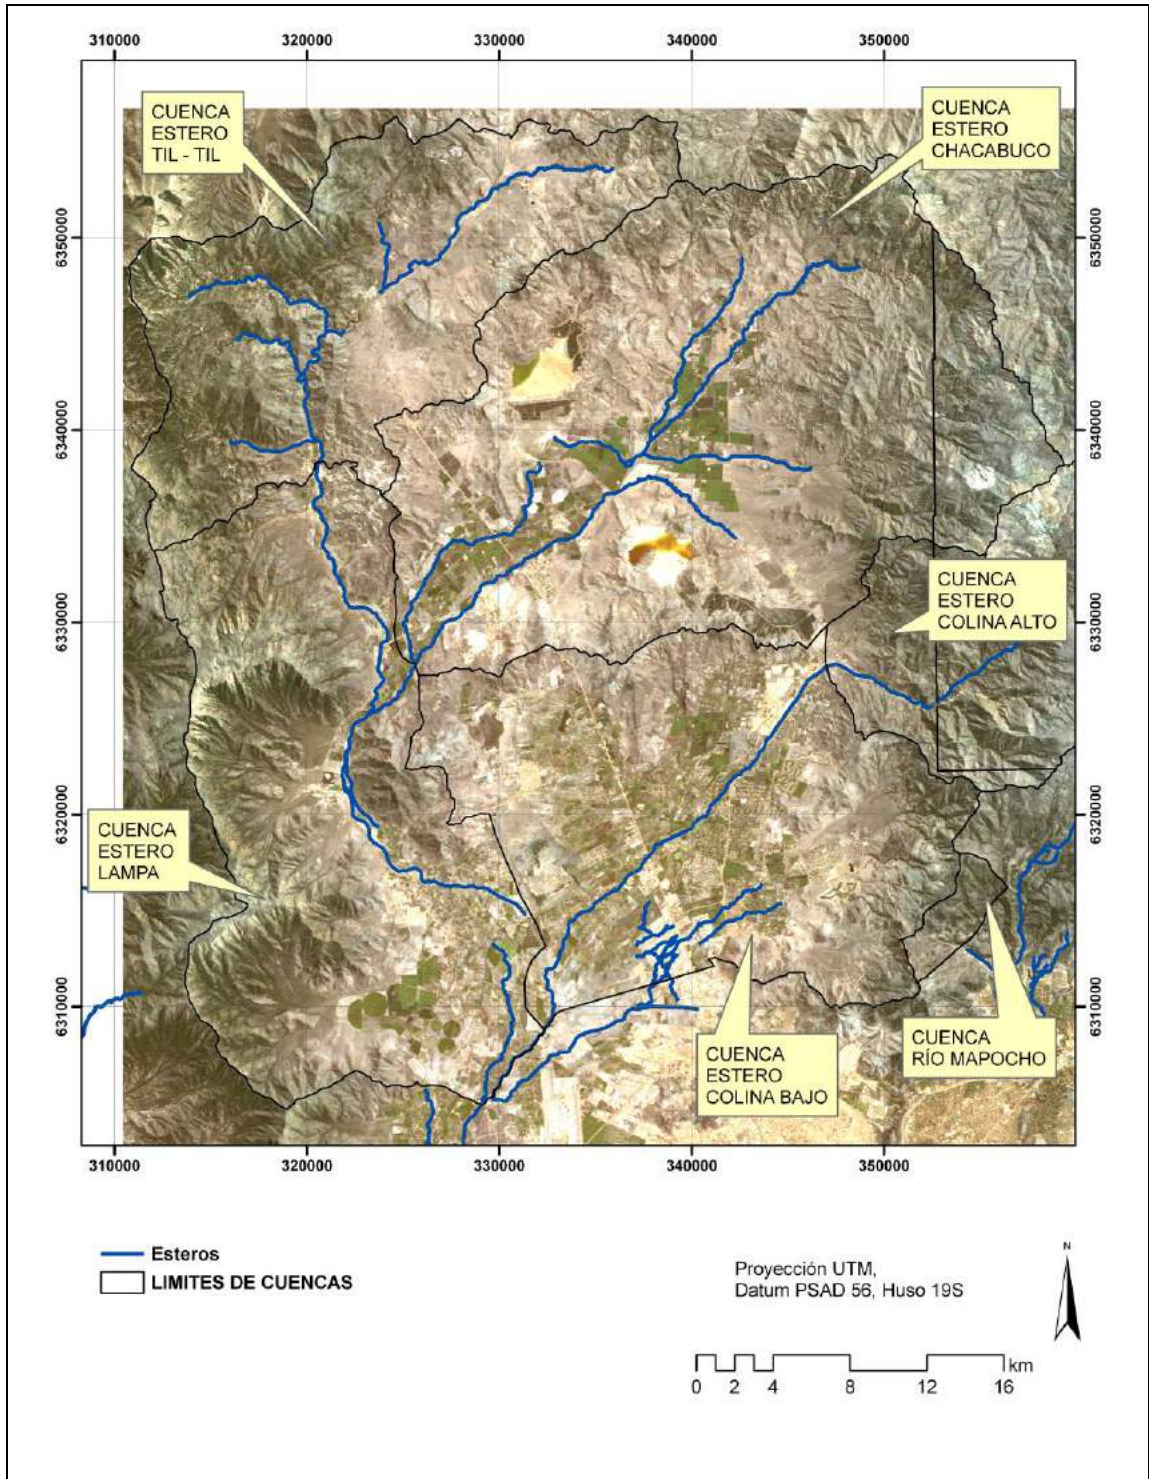 310000 320000 330000 340000 350000
CUENCA
ESTERO
TIL - TIL
CUENCA
ESTERO
CHACABUCO
6350000 6350000
6340000 6340000
CUENCA
ESTERO
COLINA ALTO
6330000 6330000
6320000 6320000
CUENCA
ESTERO
LAMPA
6310000 6310000
CUENCA
ESTERO
COLINA BAJO
CUENCA
RÍO MAPOCHO
310000 320000 330000 340000 350000
Esteros
LIMITES DE CUENCAS
Proyección UTM,
Datum PSAD 56, Huso 19S
N
km
0 2 4 8 12 16